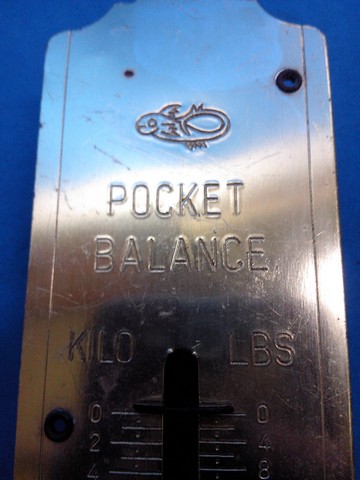 POCKET
BALANCE
KILO LBS
0 0
2 4
4 8